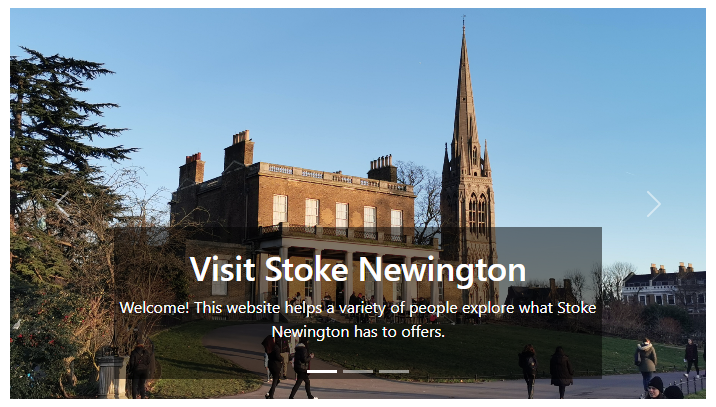 Visit Stoke Newington
Welcome! This website helps a variety of people explore what Stoke
Newington has to offers.